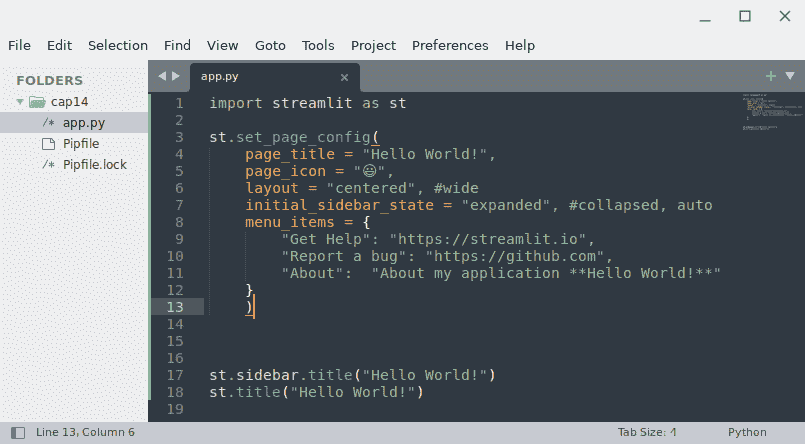 File Edit Selection Find View Goto Tools Project Preferences Help
FOLDERS
cap14
/* app.py
Pipfile
/* Pipfile.lock
app.py ×
1 import streamlit as st
2
3 st.set_page_config(
4     page_title = "Hello World!",
5     page_icon = "😃",
6     layout = "centered", #wide
7     initial_sidebar_state = "expanded", #collapsed, auto
8     menu_items = {
9         "Get Help": "https://streamlit.io",
10         "Report a bug": "https://github.com",
11         "About":  "About my application **Hello World!**"
12     }
13     )
14
15
16
17 st.sidebar.title("Hello World!")
18 st.title("Hello World!")
19
Line 13, Column 6 Tab Size: 4 Python